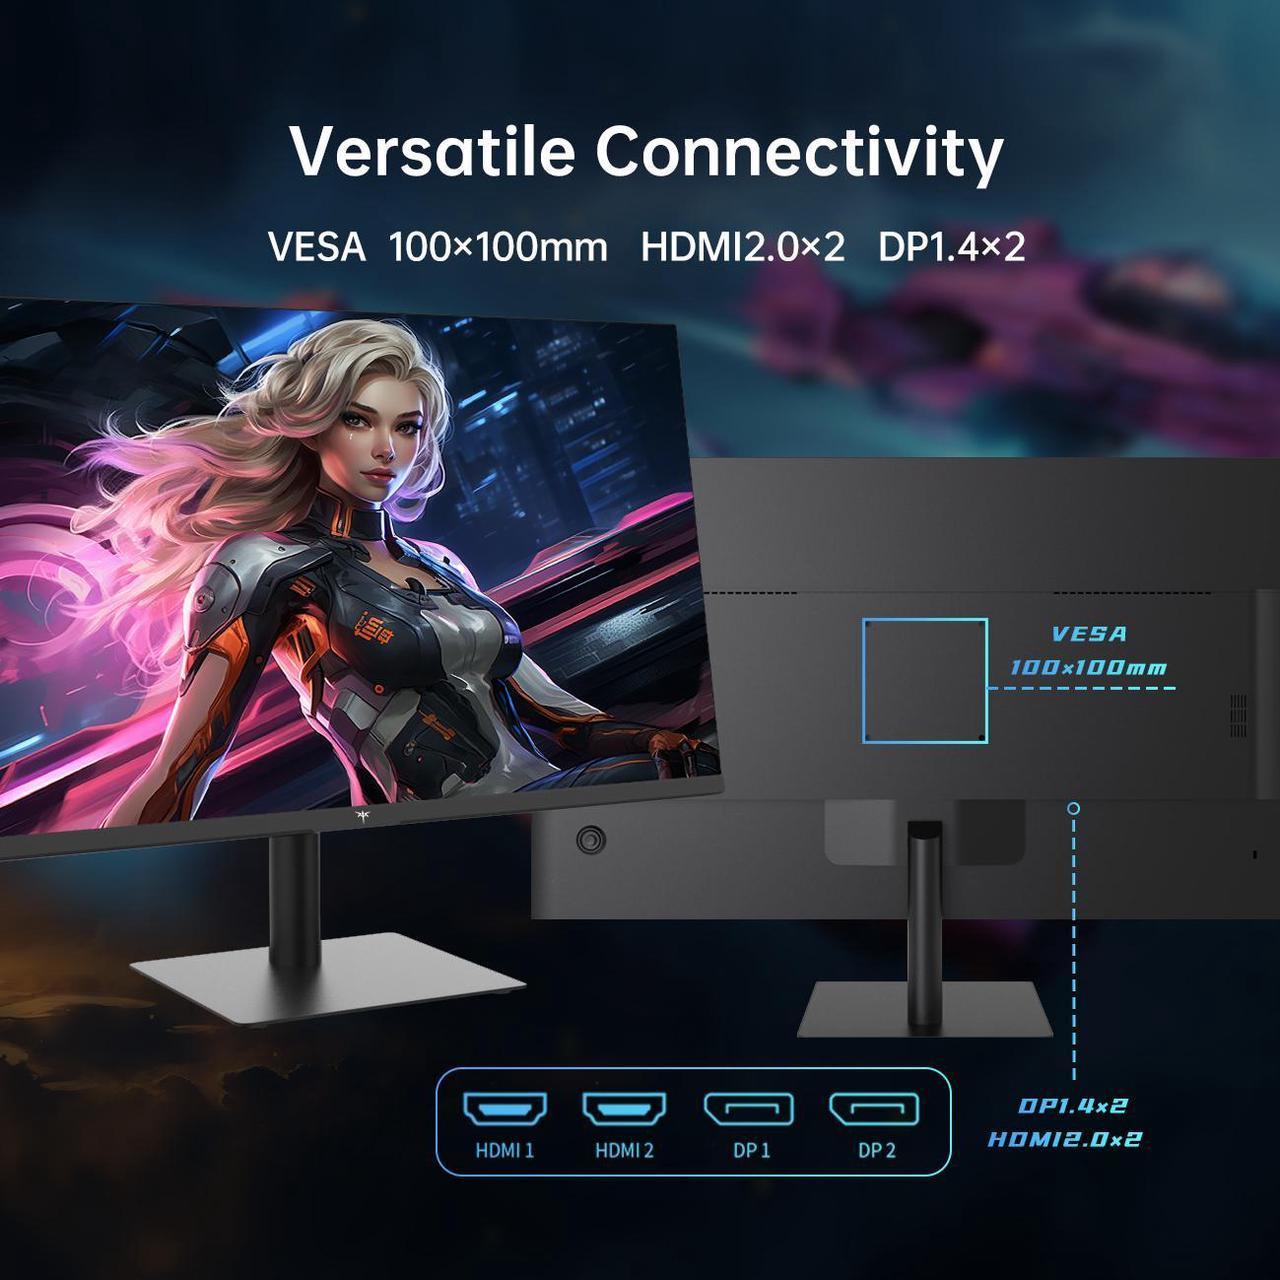 Versatile Connectivity
VESA 100×100mm HDMI2.0×2 DP1.4×2
VESA
100×100mm
HDMI 1 HDMI 2 DP 1 DP 2
DP1.4×2
HDMI2.0×2